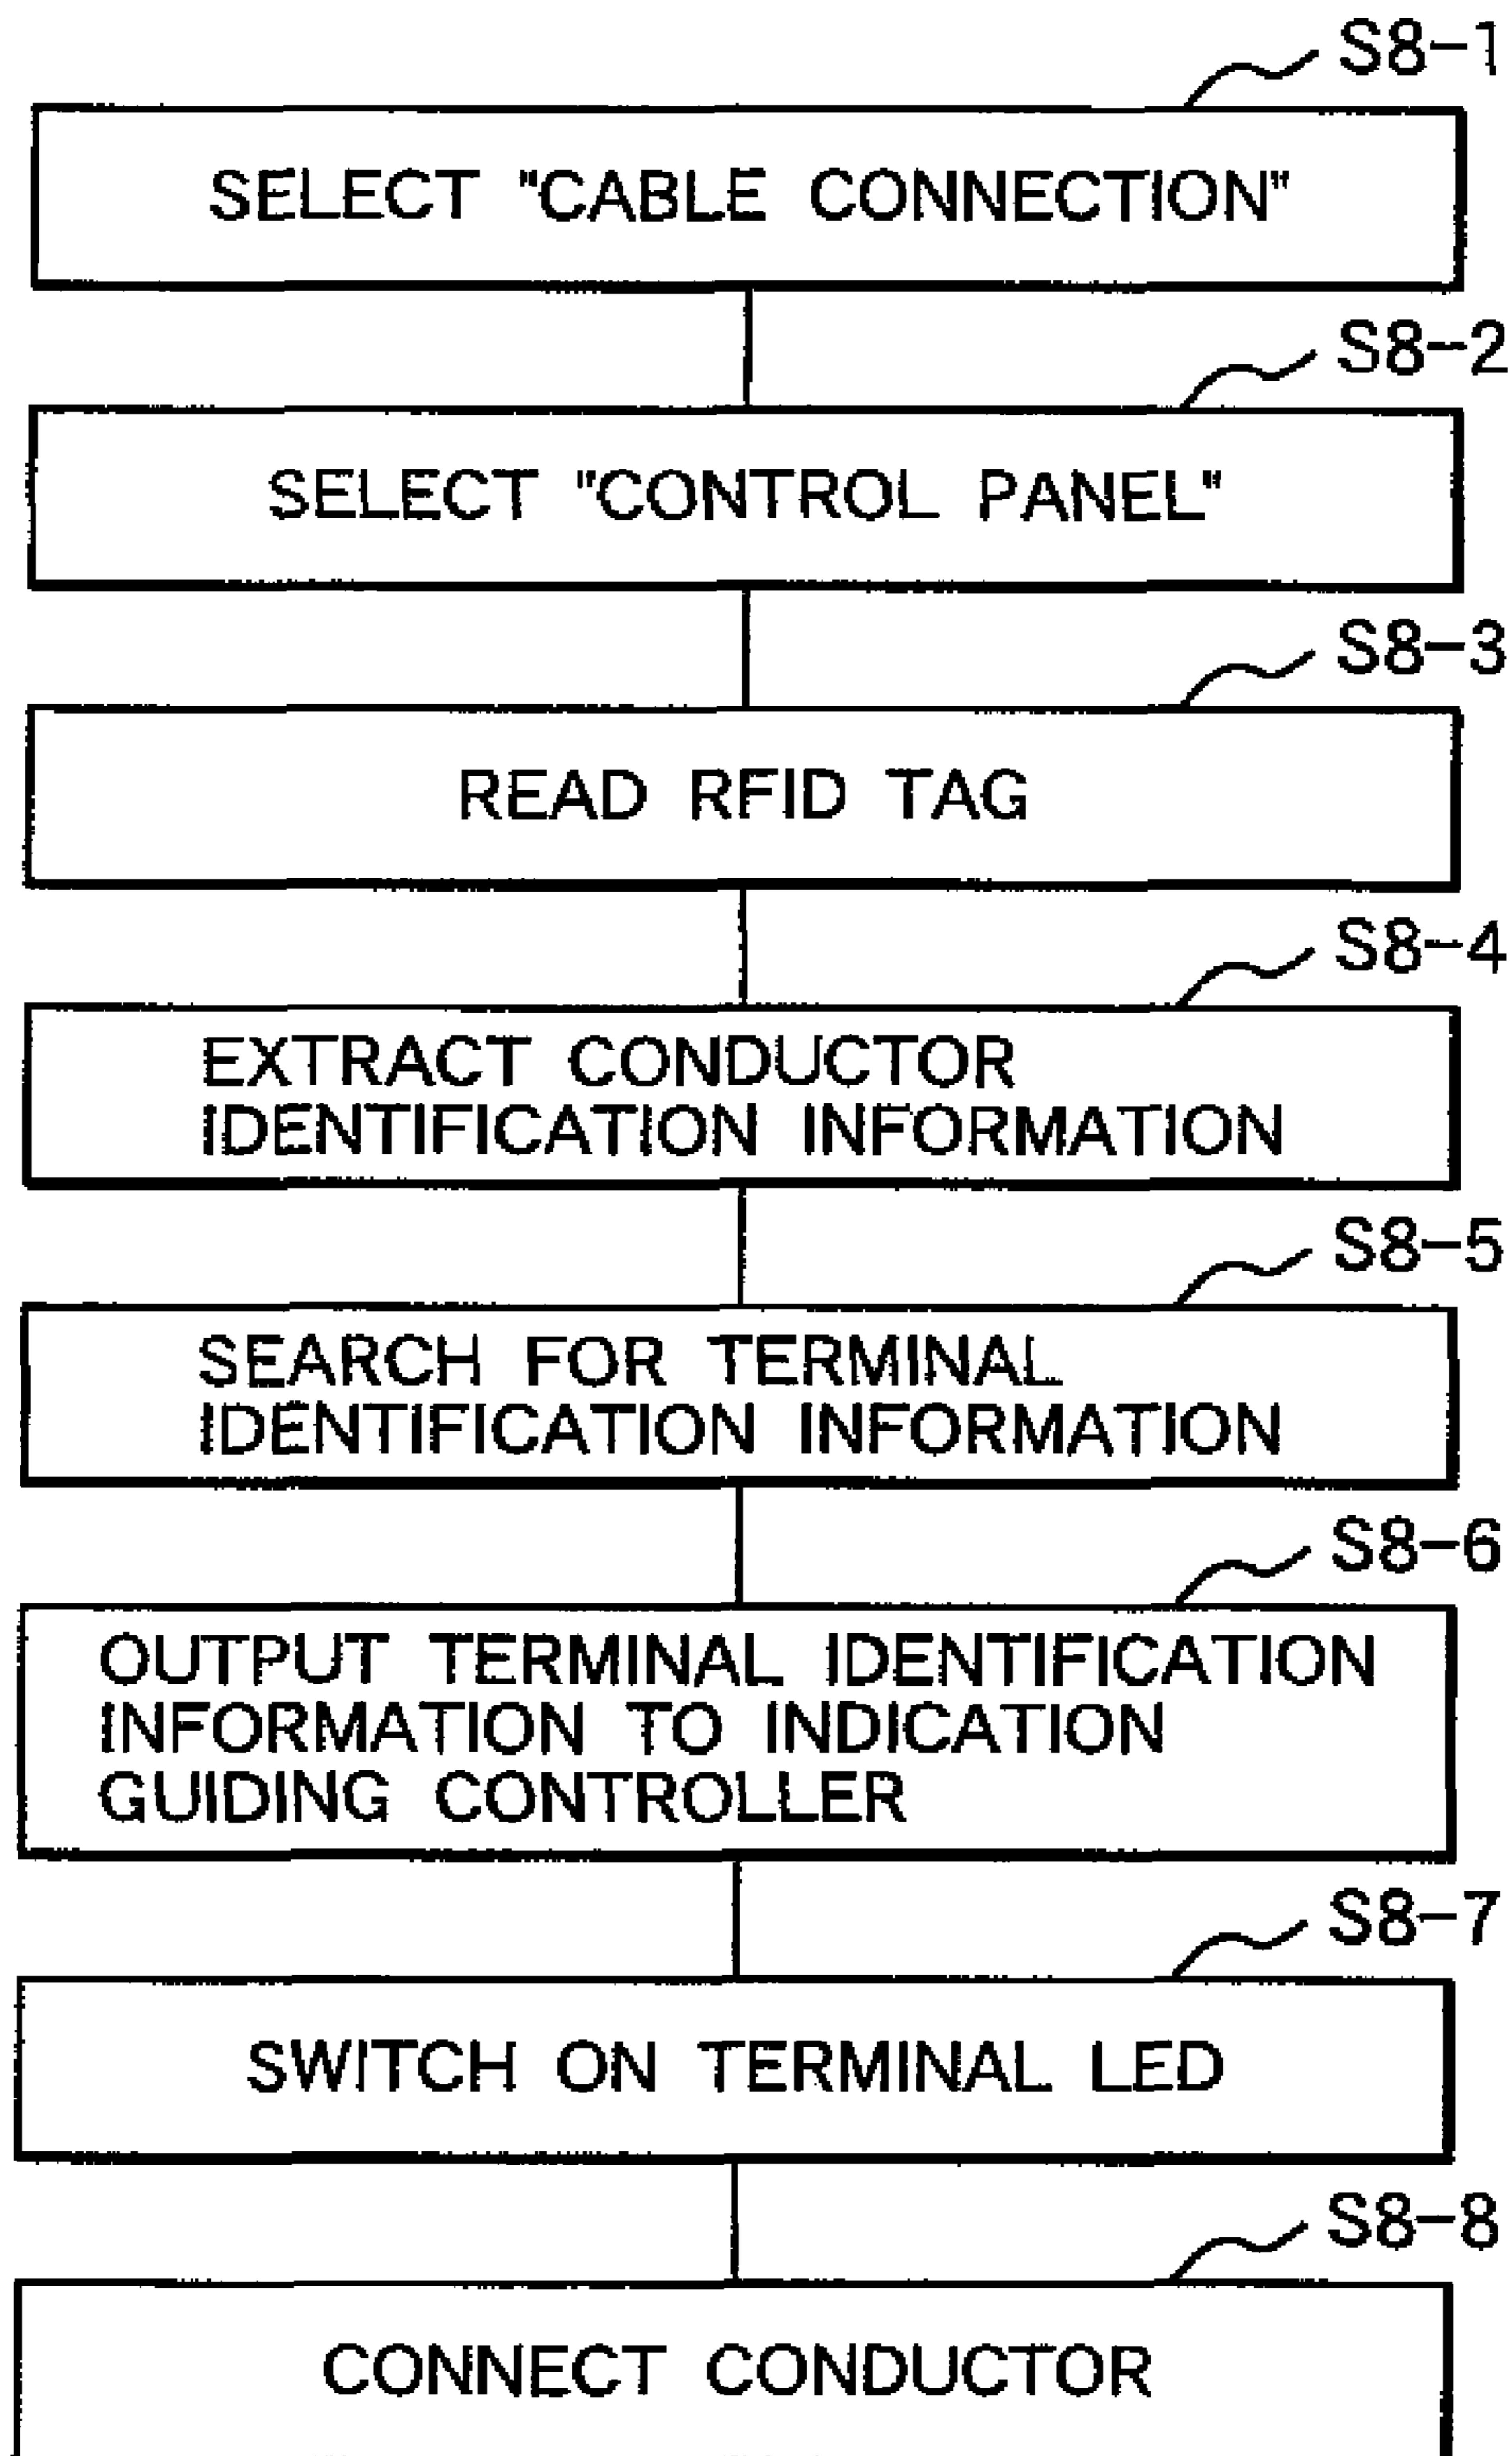 S8-1
SELECT "CABLE CONNECTION"
S8-2
SELECT "CONTROL PANEL"
S8-3
READ RFID TAG
S8-4
EXTRACT CONDUCTOR
IDENTIFICATION INFORMATION
S8-5
SEARCH FOR TERMINAL
IDENTIFICATION INFORMATION
S8-6
OUTPUT TERMINAL IDENTIFICATION
INFORMATION TO INDICATION
GUIDING CONTROLLER
S8-7
SWITCH ON TERMINAL LED
S8-8
CONNECT CONDUCTOR